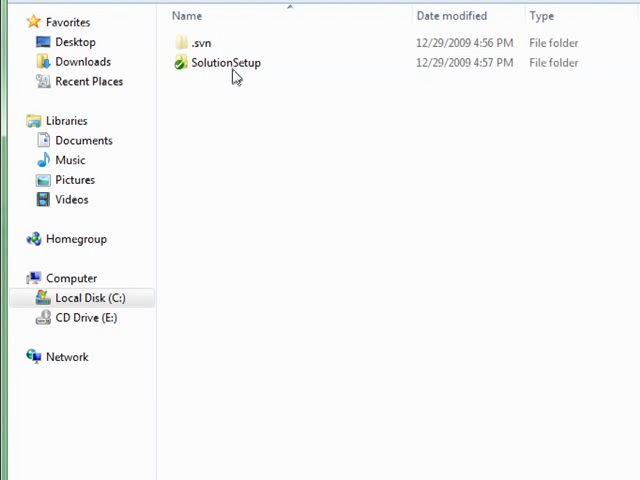 Name Date modified Type
Favorites
Desktop
Downloads
Recent Places
Libraries
Documents
Music
Pictures
Videos
Homegroup
Computer
Local Disk (C:)
CD Drive (E:)
Network
.svn 12/29/2009 4:56 PM File folder
SolutionSetup 12/29/2009 4:57 PM File folder